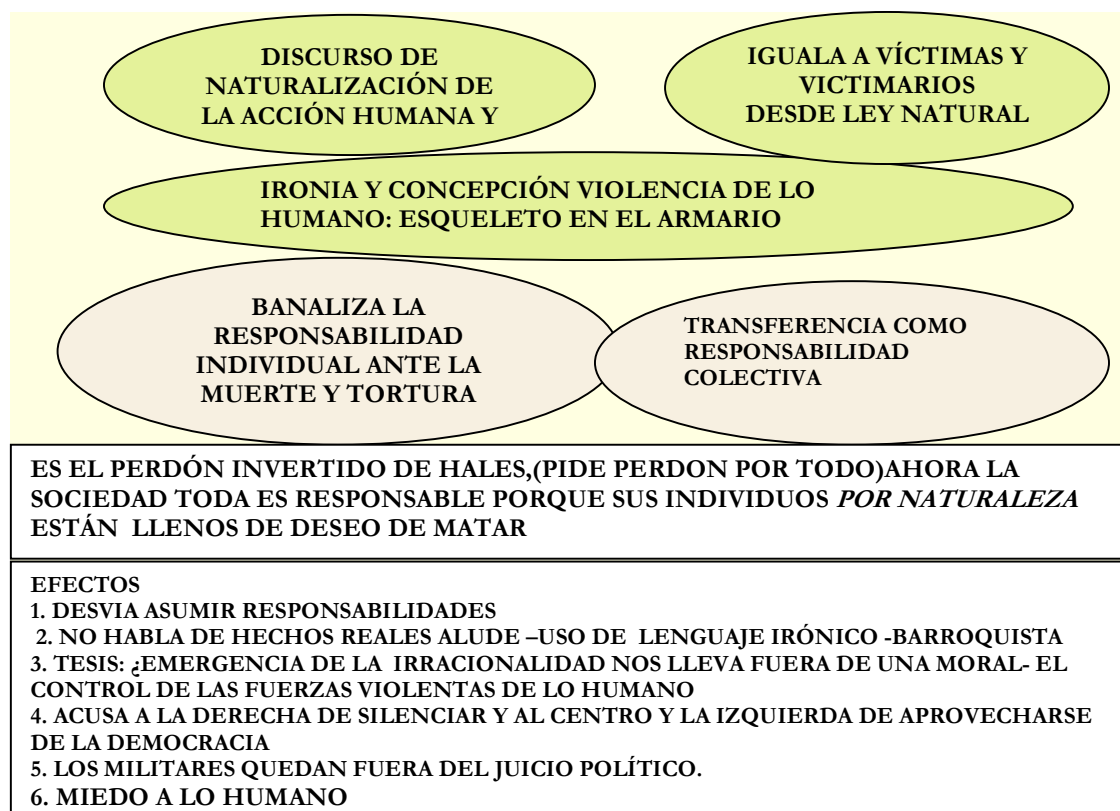 DISCURSO DE
NATURALIZACIÓN DE
LA ACCIÓN HUMANA Y
IGUALA A VÍCTIMAS Y
VICTIMARIOS
DESDE LEY NATURAL
IRONIA Y CONCEPCIÓN VIOLENCIA DE LO
HUMANO: ESQUELETO EN EL ARMARIO
BANALIZA LA
RESPONSABILIDAD
INDIVIDUAL ANTE LA
MUERTE Y TORTURA
TRANSFERENCIA COMO
RESPONSABILIDAD
COLECTIVA
ES EL PERDÓN INVERTIDO DE HALES,(PIDE PERDON POR TODO)AHORA LA
SOCIEDAD TODA ES RESPONSABLE PORQUE SUS INDIVIDUOS POR NATURALEZA
ESTÁN LLENOS DE DESEO DE MATAR
EFECTOS
1. DESVIA ASUMIR RESPONSABILIDADES
2. NO HABLA DE HECHOS REALES ALUDE –USO DE LENGUAJE IRÓNICO -BARROQUISTA
3. TESIS: ¿EMERGENCIA DE LA IRRACIONALIDAD NOS LLEVA FUERA DE UNA MORAL- EL
CONTROL DE LAS FUERZAS VIOLENTAS DE LO HUMANO
4. ACUSA A LA DERECHA DE SILENCIAR Y AL CENTRO Y LA IZQUIERDA DE APROVECHARSE
DE LA DEMOCRACIA
5. LOS MILITARES QUEDAN FUERA DEL JUICIO POLÍTICO.
6. MIEDO A LO HUMANO